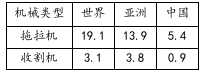 机械类型 世界 亚洲 中国
拖拉机 19.1 13.9 5.4
收割机 3.1 3.8 0.9